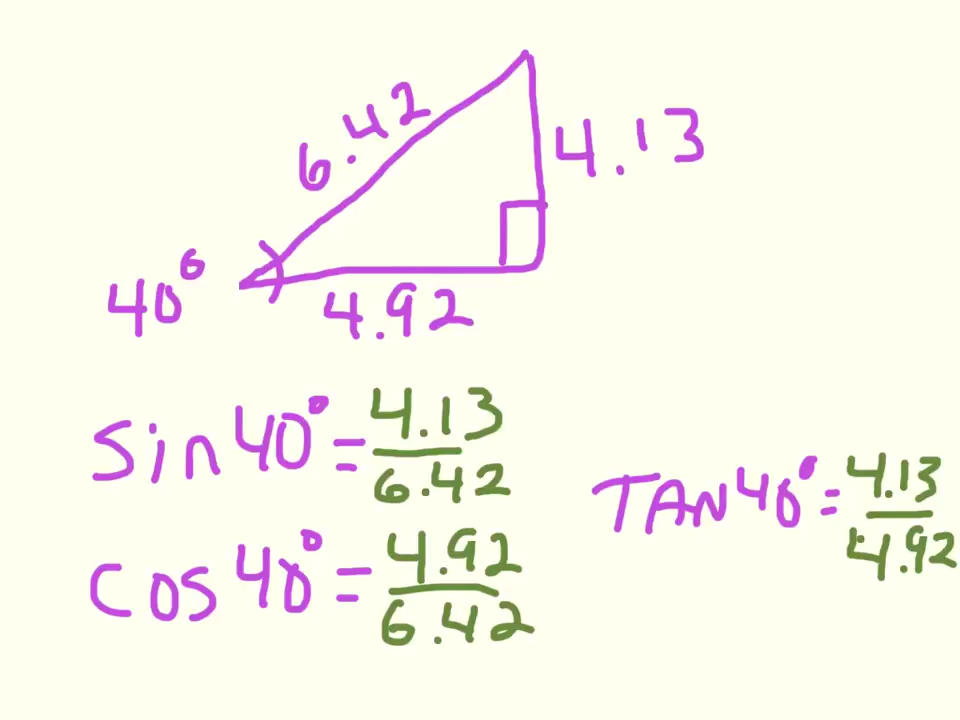 6.42
4.13
40°
4.92
Sin 40° = 4.13
6.42
Cos 40° = 4.92
6.42
TAN 40° = 4.13
4.92